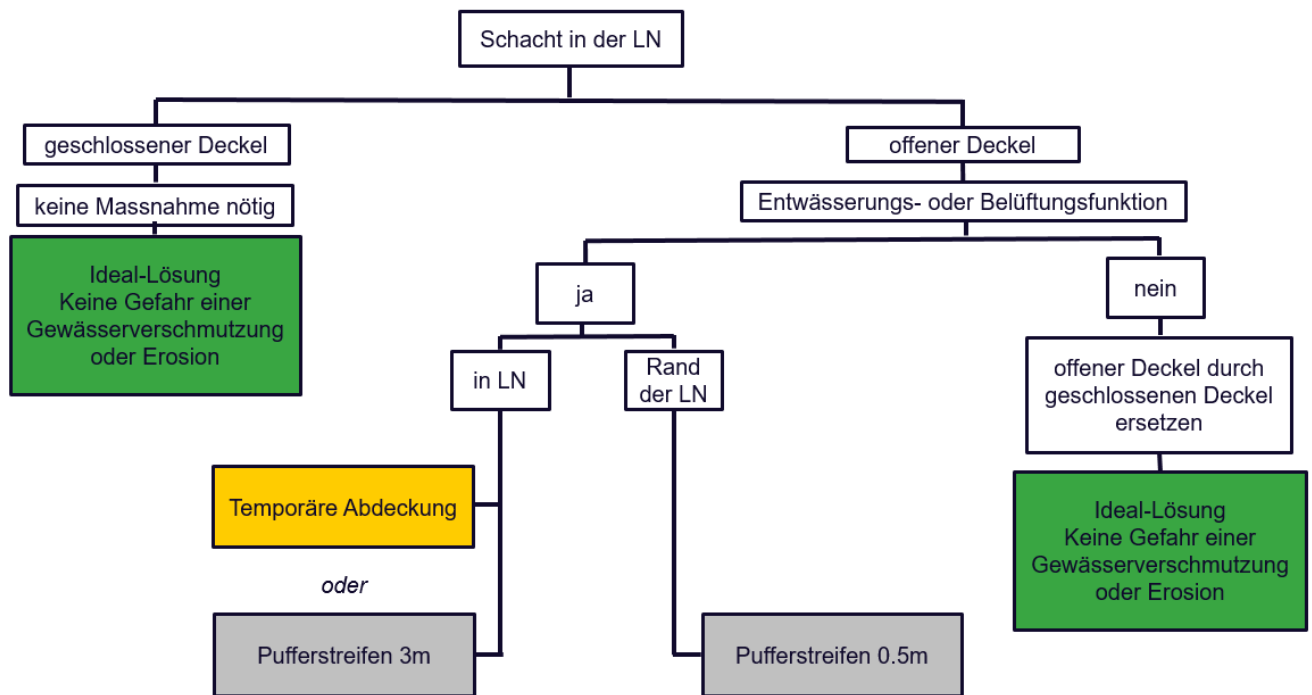 Schacht in der LN
geschlossener Deckel
offener Deckel
keine Massnahme nötig
Entwässerungs- oder Belüftungsfunktion
Ideal-Lösung
Keine Gefahr einer
Gewässerverschmutzung
oder Erosion
ja
nein
in LN
Rand
der LN
offener Deckel durch
geschlossenen Deckel
ersetzen
Temporäre Abdeckung
oder
Pufferstreifen 3m
Pufferstreifen 0.5m
Ideal-Lösung
Keine Gefahr einer
Gewässerverschmutzung
oder Erosion